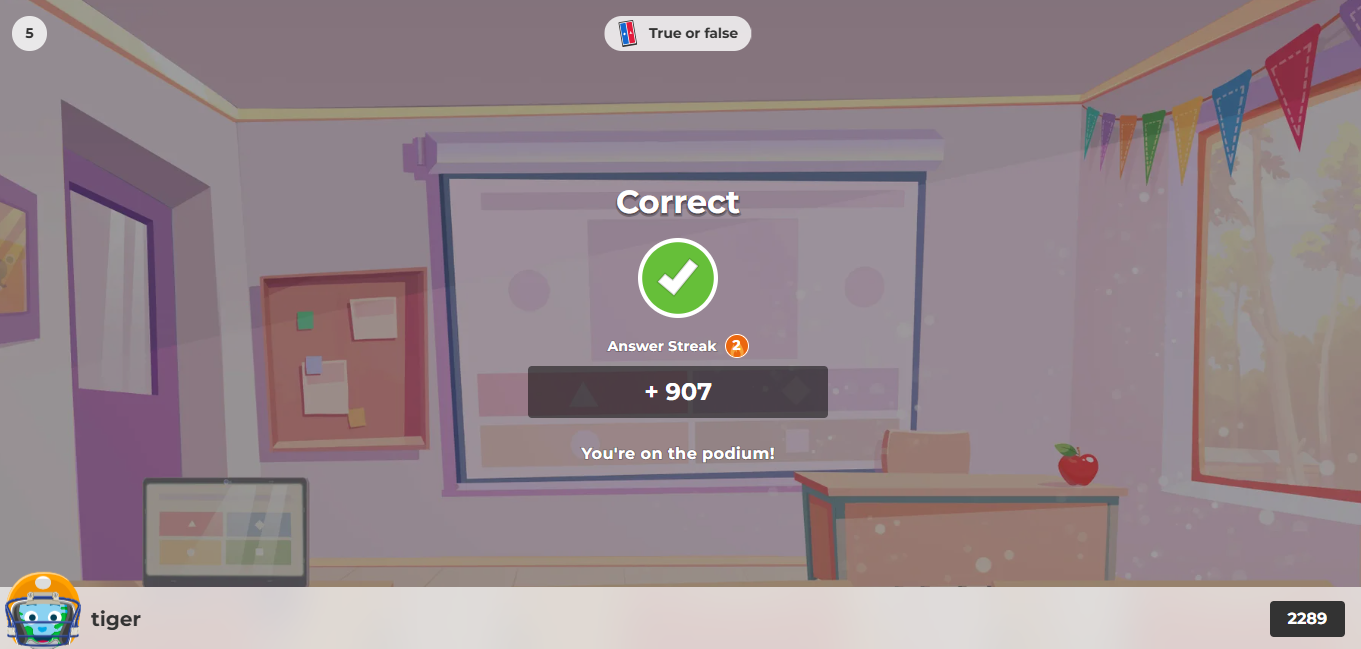 5
True or false
Correct
Answer Streak 2
+ 907
You're on the podium!
tiger
2289